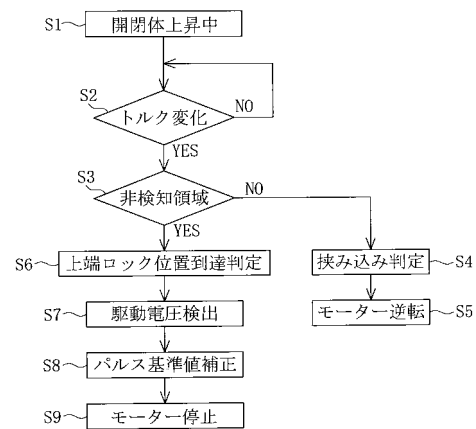 S1
開閉体上昇中
S2
トルク変化
NO
YES
S3
非検知領域
NO
YES
S6
上端ロック位置到達判定
挟み込み判定
S4
S7
駆動電圧検出
モーター逆転
S5
S8
パルス基準値補正
S9
モーター停止